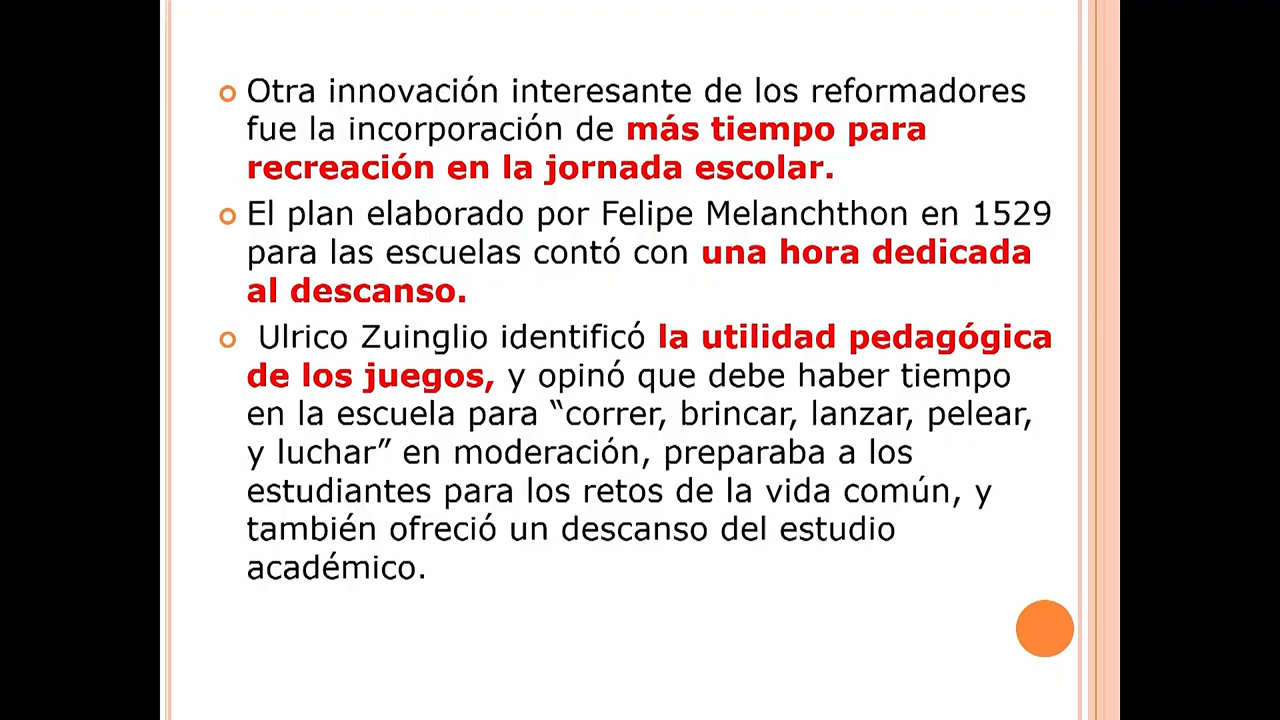 Otra innovación interesante de los reformadores
fue la incorporación de más tiempo para
recreación en la jornada escolar.
El plan elaborado por Felipe Melanchthon en 1529
para las escuelas contó con una hora dedicada
al descanso.
Ulrico Zuinglio identificó la utilidad pedagógica
de los juegos, y opinó que debe haber tiempo
en la escuela para “correr, brincar, lanzar, pelear,
y luchar” en moderación, preparaba a los
estudiantes para los retos de la vida común, y
también ofreció un descanso del estudio
académico.